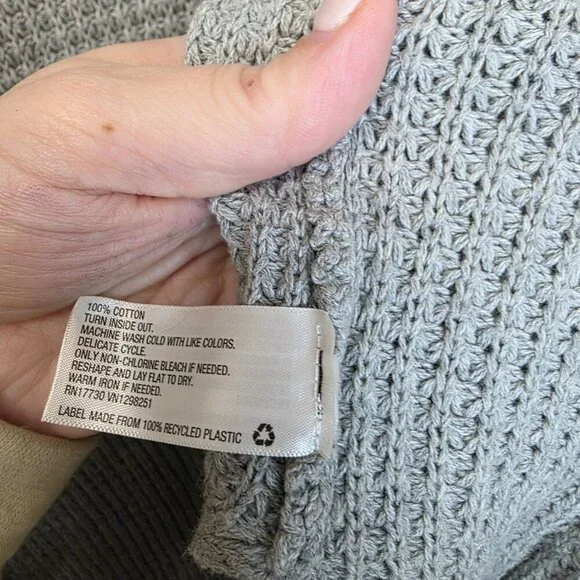 100% COTTON
TURN INSIDE OUT.
MACHINE WASH COLD WITH LIKE COLORS.
DELICATE CYCLE.
ONLY NON-CHLORINE BLEACH IF NEEDED.
RESHAPE AND LAY FLAT TO DRY.
WARM IRON IF NEEDED.
RN17730 VN1298251
LABEL MADE FROM 100% RECYCLED PLASTIC